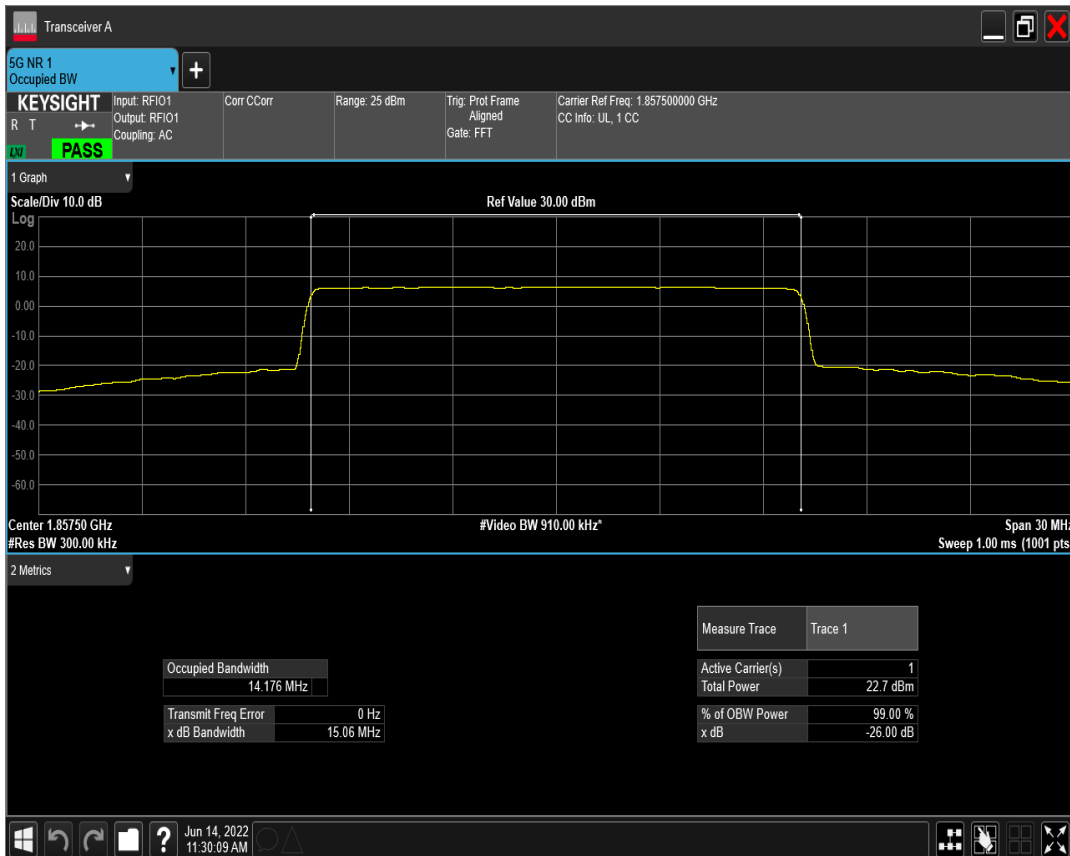 Transceiver A
5G NR 1
Occupied BW
KEYSIGHT
R T
LXI
PASS
Input: RFIO1
Output: RFIO1
Coupling: AC
Corr CCorr
Range: 25 dBm
Trig: Prot Frame
Aligned
Gate: FFT
Carrier Ref Freq: 1.857500000 GHz
CC Info: UL, 1 CC
1 Graph
Scale/Div 10.0 dB
Ref Value 30.00 dBm
Log
20.0
10.0
0.00
-10.0
-20.0
-30.0
-40.0
-50.0
-60.0
Center 1.85750 GHz
#Video BW 910.00 kHz*
Span 30 MHz
#Res BW 300.00 kHz
Sweep 1.00 ms (1001 pts
2 Metrics
Measure Trace Trace 1
Occupied Bandwidth
14.176 MHz
Active Carrier(s) 1
Total Power 22.7 dBm
Transmit Freq Error 0 Hz
x dB Bandwidth 15.06 MHz
% of OBW Power 99.00 %
x dB -26.00 dB
?
Jun 14, 2022
11:30:09 AM